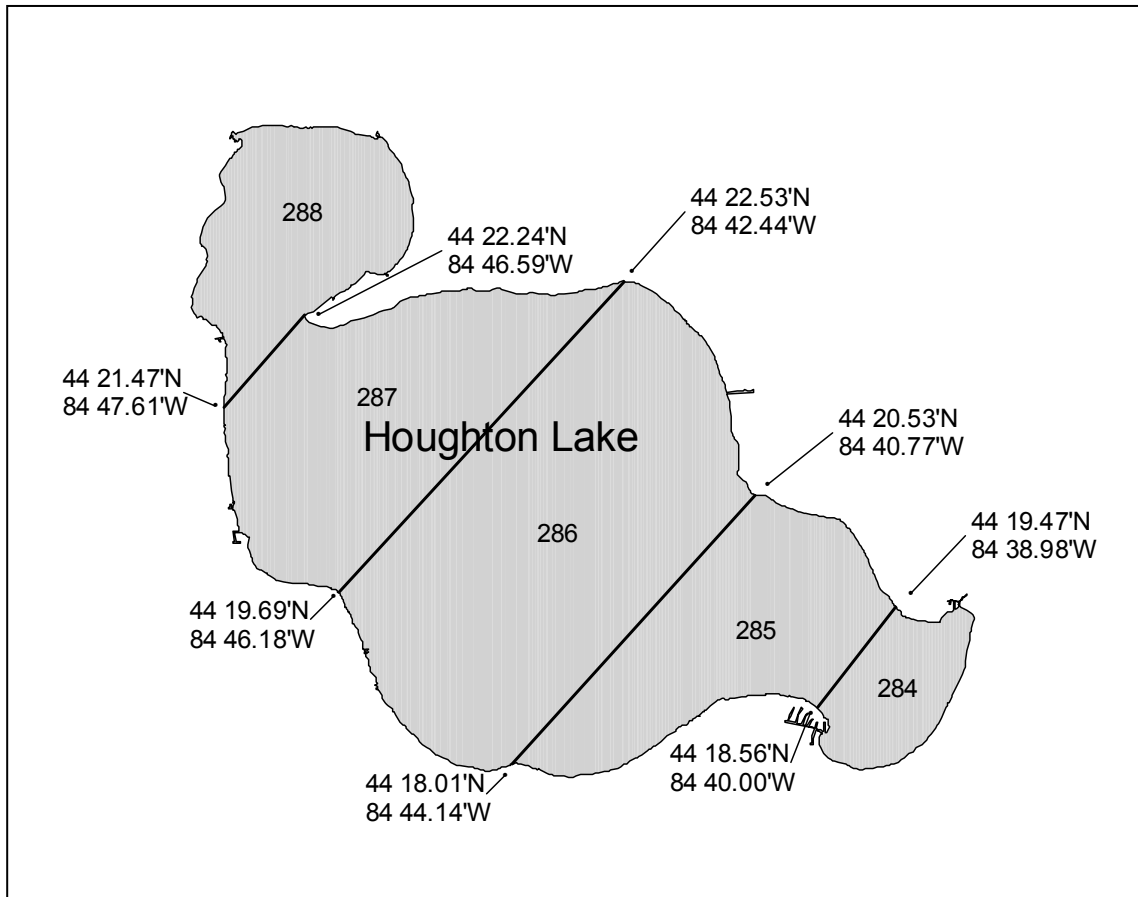 288
44 22.53'N
84 42.44'W
44 22.24'N
84 46.59'W
44 21.47'N
84 47.61'W
287
Houghton Lake
44 20.53'N
84 40.77'W
286
44 19.47'N
84 38.98'W
44 19.69'N
84 46.18'W
285
284
44 18.56'N
84 40.00'W
44 18.01'N
84 44.14'W